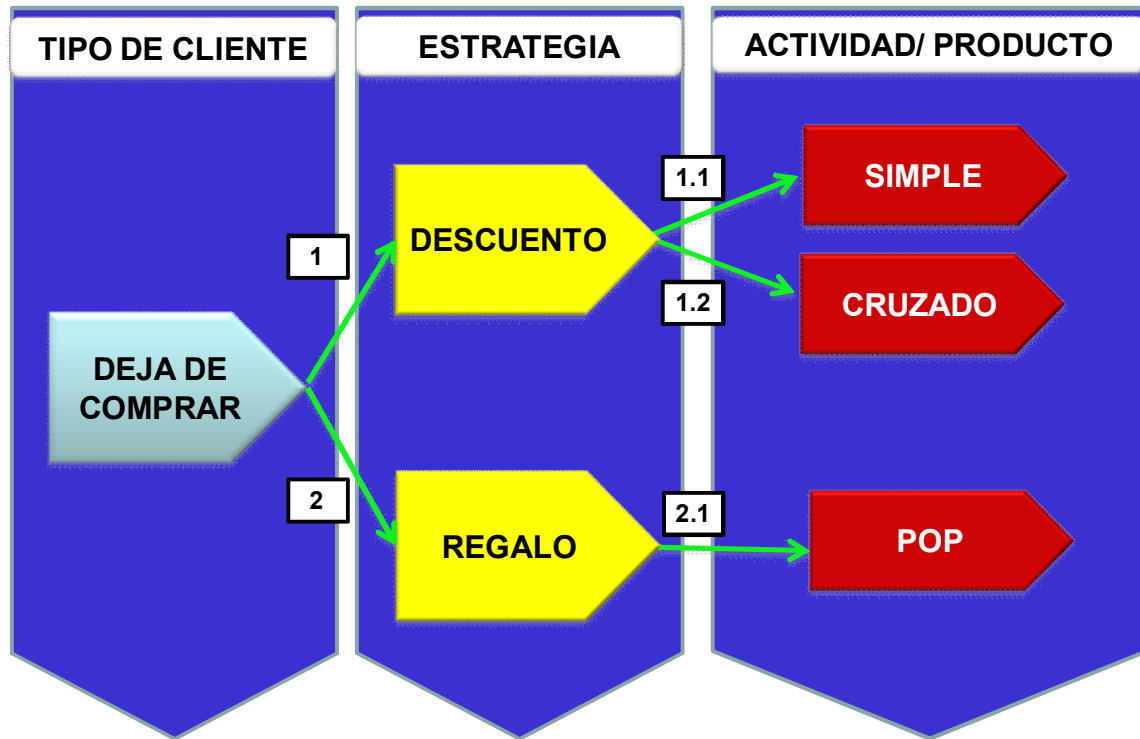 TIPO DE CLIENTE
ESTRATEGIA
ACTIVIDAD/ PRODUCTO
1.1
SIMPLE
DESCUENTO
1
1.2
CRUZADO
DEJA DE
COMPRAR
2
2.1
REGALO
POP